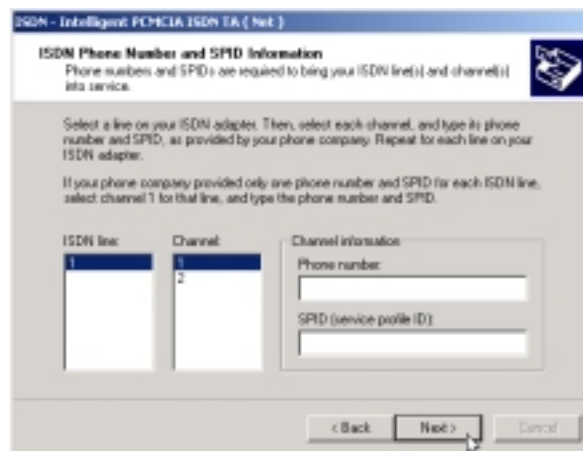 ISDN - Intelligent PCMCIA ISDN TA ( Net )
ISDN Phone Number and SPID Information
Phone numbers and SPIDs are required to bring your ISDN line(s) and channel(s)
into service.
Select a line on your ISDN adapter. Then, select each channel, and type its phone
number and SPID, as provided by your phone company. Repeat for each line on your
ISDN adapter.
If your phone company provided only one phone number and SPID for each ISDN line,
select channel 1 for that line, and type the phone number and SPID.
ISDN line:
1
Channel:
1
2
Channel information
Phone number:
SPID (service profile ID):
< Back
Next >
Cancel